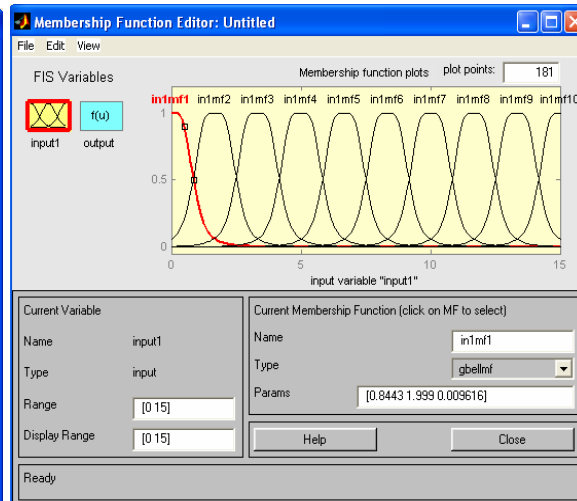 Membership Function Editor: Untitled
File Edit View
FIS Variables
Membership function plots plot points: 181
in1mf1 in1mf2 in1mf3 in1mf4 in1mf5 in1mf6 in1mf7 in1mf8 in1mf9 in1mf10
f(u)
input1 output
1
0.5
0
0 5 10 15
input variable "input1"
Current Variable
Name input1
Type input
Range [0 15]
Display Range [0 15]
Current Membership Function (click on MF to select)
Name in1mf1
Type gbellmf
Params [0.8443 1.999 0.009616]
Help Close
Ready